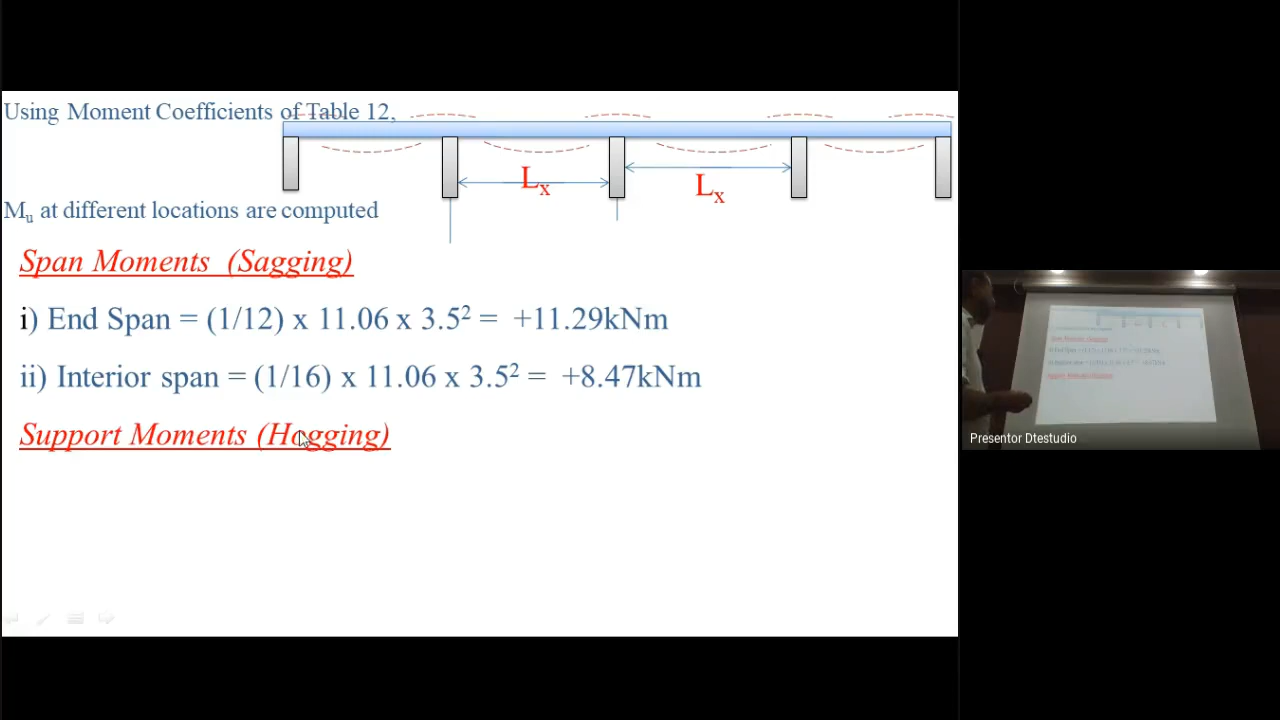 Using Moment Coefficients of Table 12,
Lx
Lx
Mu at different locations are computed
Span Moments (Sagging)
i) End Span = (1/12) x 11.06 x 3.5² = +11.29kNm
ii) Interior span = (1/16) x 11.06 x 3.5² = +8.47kNm
Support Moments (Hogging)
Presentor Dtestudio